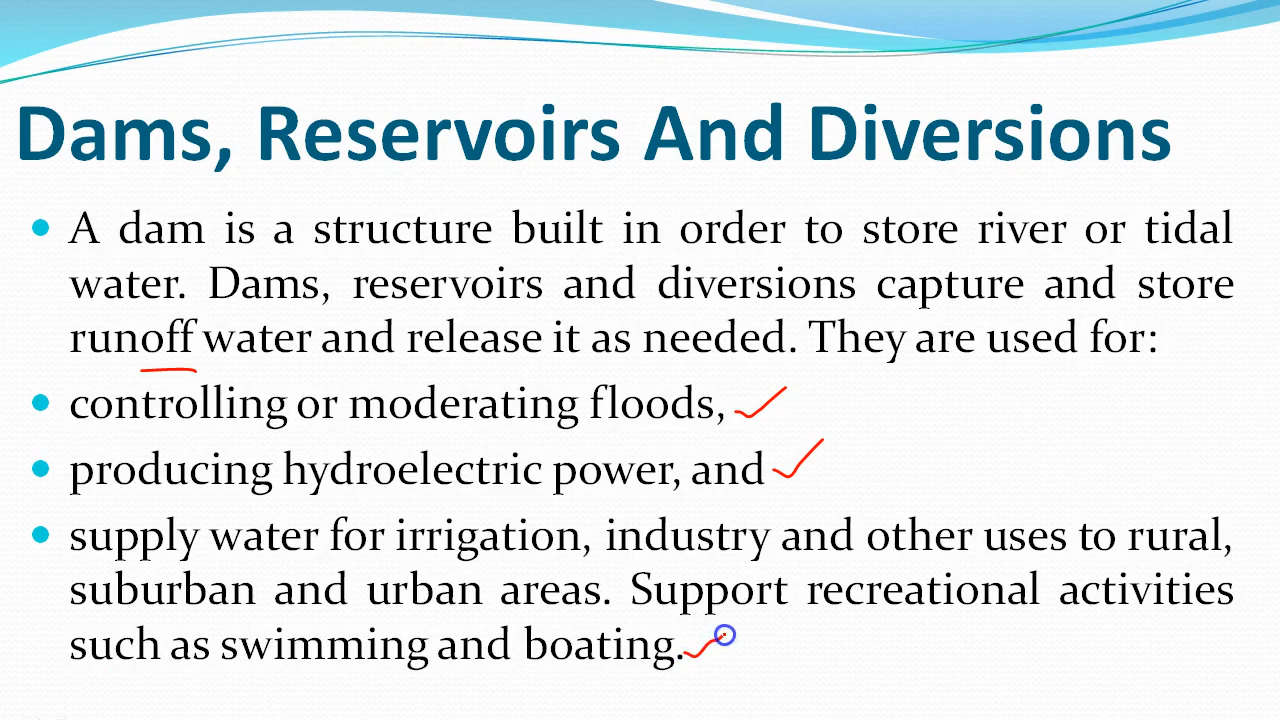 Dams, Reservoirs And Diversions
• A dam is a structure built in order to store river or tidal
water. Dams, reservoirs and diversions capture and store
runoff water and release it as needed. They are used for:
• controlling or moderating floods,
• producing hydroelectric power, and
• supply water for irrigation, industry and other uses to rural,
suburban and urban areas. Support recreational activities
such as swimming and boating.